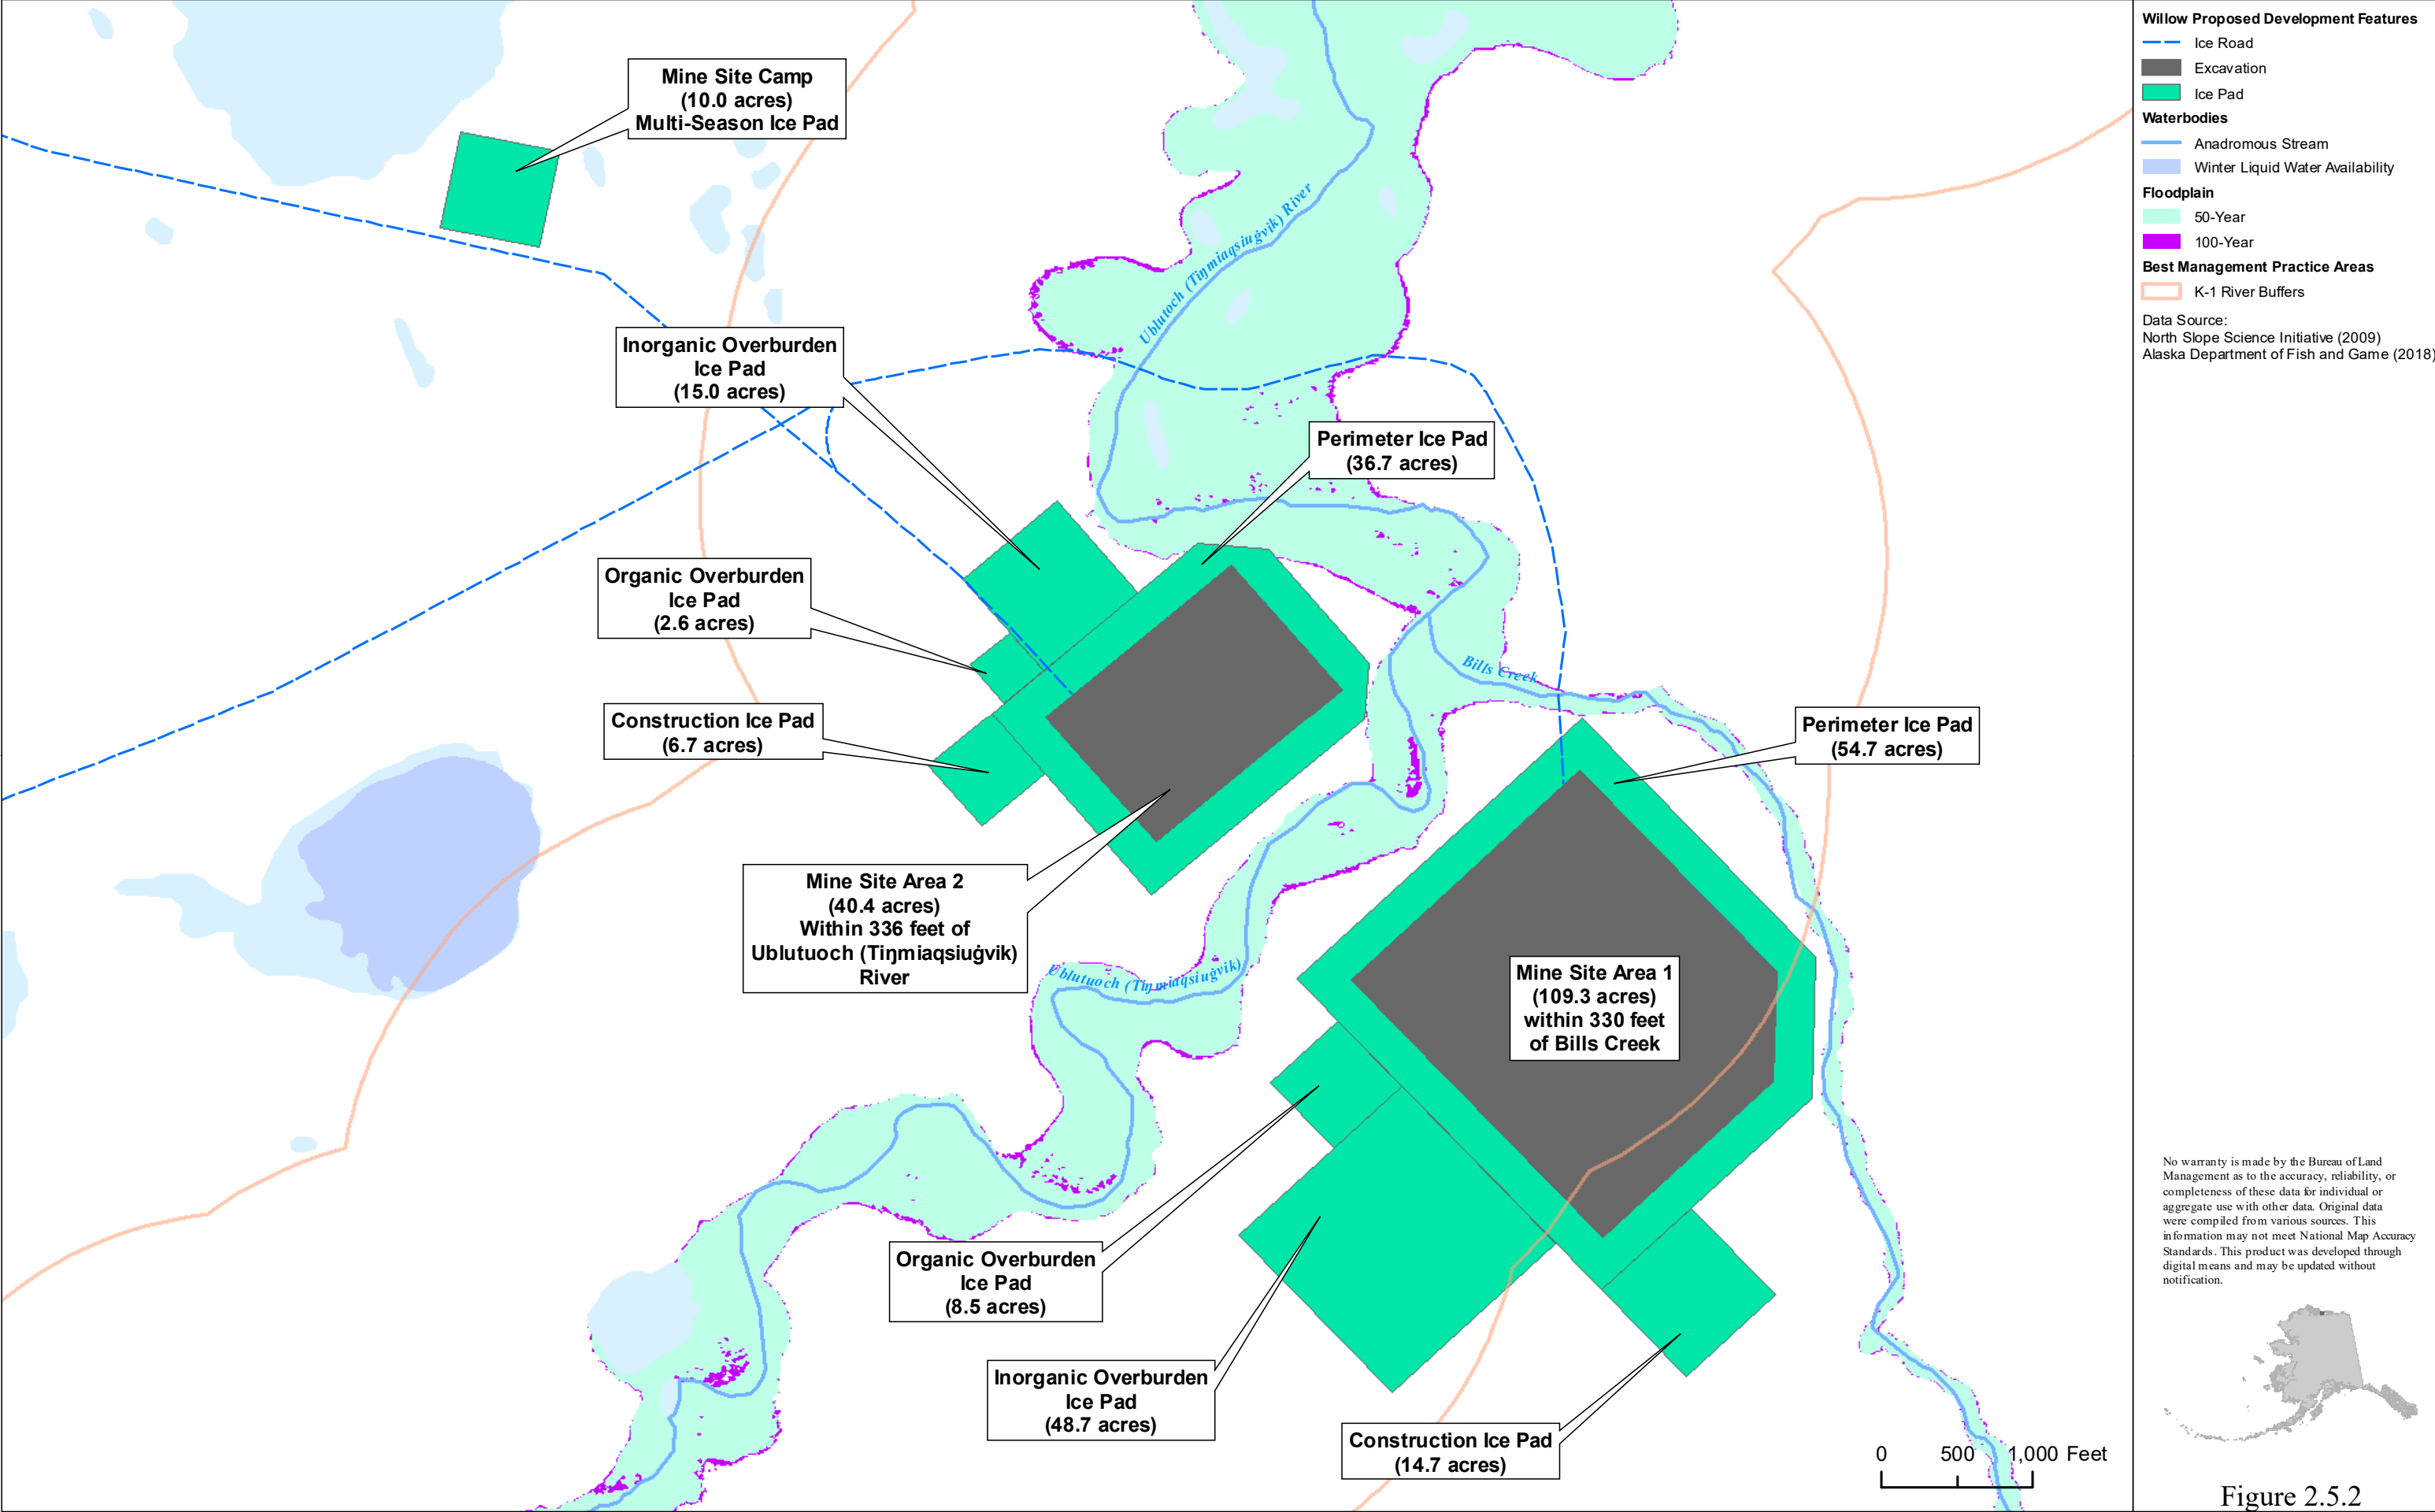 Mine Site Camp
(10.0 acres)
Multi-Season Ice Pad
Ublutoch (Tiŋmiaqsiuġvik) River
Inorganic Overburden
Ice Pad
(15.0 acres)
Perimeter Ice Pad
(36.7 acres)
Organic Overburden
Ice Pad
(2.6 acres)
Bills Creek
Construction Ice Pad
(6.7 acres)
Perimeter Ice Pad
(54.7 acres)
Mine Site Area 2
(40.4 acres)
Within 336 feet of
Ublutuoch (Tiŋmiaqsiuġvik)
River
Ublutuoch (Tiŋmiaqsiuġvik)
Mine Site Area 1
(109.3 acres)
within 330 feet
of Bills Creek
Organic Overburden
Ice Pad
(8.5 acres)
Inorganic Overburden
Ice Pad
(48.7 acres)
Construction Ice Pad
(14.7 acres)
0 500 1,000 Feet
Willow Proposed Development Features
Ice Road
Excavation
Ice Pad
Waterbodies
Anadromous Stream
Winter Liquid Water Availability
Floodplain
50-Year
100-Year
Best Management Practice Areas
K-1 River Buffers
Data Source:
North Slope Science Initiative (2009)
Alaska Department of Fish and Game (2018)
No warranty is made by the Bureau of Land
Management as to the accuracy, reliability, or
completeness of these data for individual or
aggregate use with other data. Original data
were compiled from various sources. This
information may not meet National Map Accuracy
Standards. This product was developed through
digital means and may be updated without
notification.
Figure 2.5.2